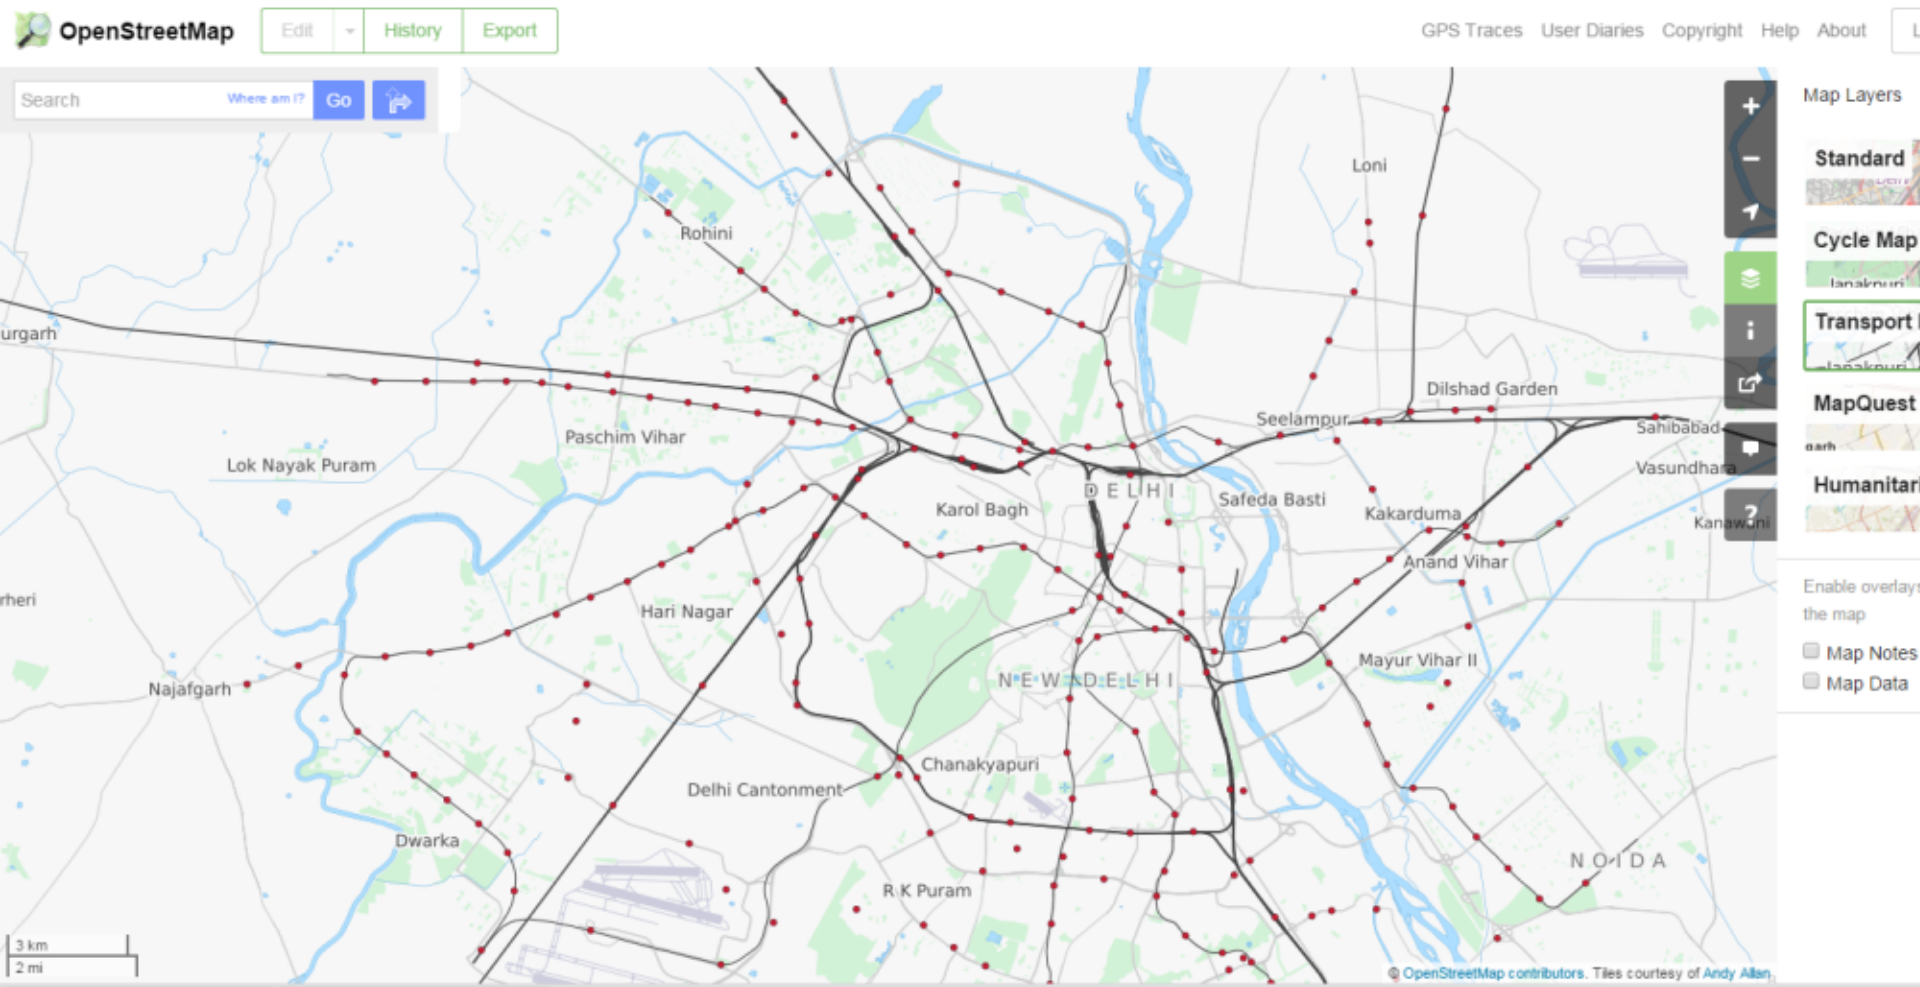 OpenStreetMap
Edit
History
Export
GPS Traces
User Diaries
Copyright
Help
About
Search
Where am I?
Go
Map Layers
Standard
Cycle Map
Transport
MapQuest
Humanitari
Enable overlays
the map
Map Notes
Map Data
Loni
Rohini
urgarh
Dilshad Garden
Seelampur
Sahibabad
Paschim Vihar
Lok Nayak Puram
Vasundhara
DELHI
Safeda Basti
Karol Bagh
Kakarduma
Kanawani
Anand Vihar
rheri
Hari Nagar
Mayur Vihar II
Najafgarh
NEW DELHI
Chanakyapuri
Delhi Cantonment
Dwarka
NOIDA
R K Puram
3 km
2 mi
© OpenStreetMap contributors. Tiles courtesy of Andy Allan